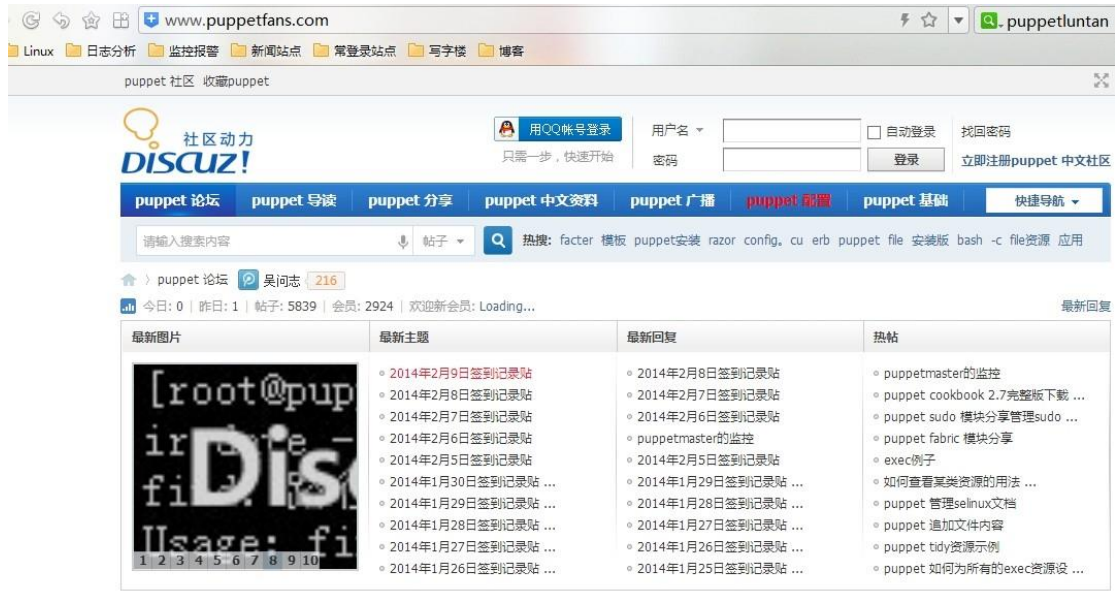 www.puppetfans.com puppetluntan
Linux 日志分析 监控报警 新闻站点 常登录站点 写字楼 博客
puppet 社区 收藏puppet
社区动力
DISCUZ!
用QQ帐号登录
只需一步，快速开始
用户名 自动登录 找回密码
密码 登录 立即注册puppet 中文社区
puppet 论坛 puppet 导读 puppet 分享 puppet 中文资料 puppet 广播 puppet 配置 puppet 基础 快捷导航
请输入搜索内容 帖子 热搜: facter 模板 puppet安装 razor config。cu erb puppet file 安装版 bash -c file资源 应用
puppet 论坛 吴问志 216
今日: 0 | 昨日: 1 | 帖子: 5839 | 会员: 2924 | 欢迎新会员: Loading... 最新回复
最新图片 最新主题 最新回复 热帖
[root@pup
Usage: fi
1 2 3 4 5 6 7 8 9 10
2014年2月9日签到记录贴
2014年2月8日签到记录贴
2014年2月7日签到记录贴
2014年2月6日签到记录贴
2014年2月5日签到记录贴
2014年1月30日签到记录贴 ...
2014年1月29日签到记录贴 ...
2014年1月28日签到记录贴 ...
2014年1月27日签到记录贴 ...
2014年1月26日签到记录贴 ...
2014年2月8日签到记录贴
2014年2月7日签到记录贴
2014年2月6日签到记录贴
puppetmaster的监控
2014年2月5日签到记录贴
2014年1月29日签到记录贴 ...
2014年1月28日签到记录贴 ...
2014年1月27日签到记录贴 ...
2014年1月26日签到记录贴 ...
2014年1月25日签到记录贴 ...
puppetmaster的监控
puppet cookbook 2.7完整版下载 ...
puppet sudo 模块分享管理sudo ...
puppet fabric 模块分享
exec例子
如何查看某类资源的用法 ...
puppet 管理selinux文档
puppet 追加文件内容
puppet tidy资源示例
puppet 如何为所有的exec资源设 ...